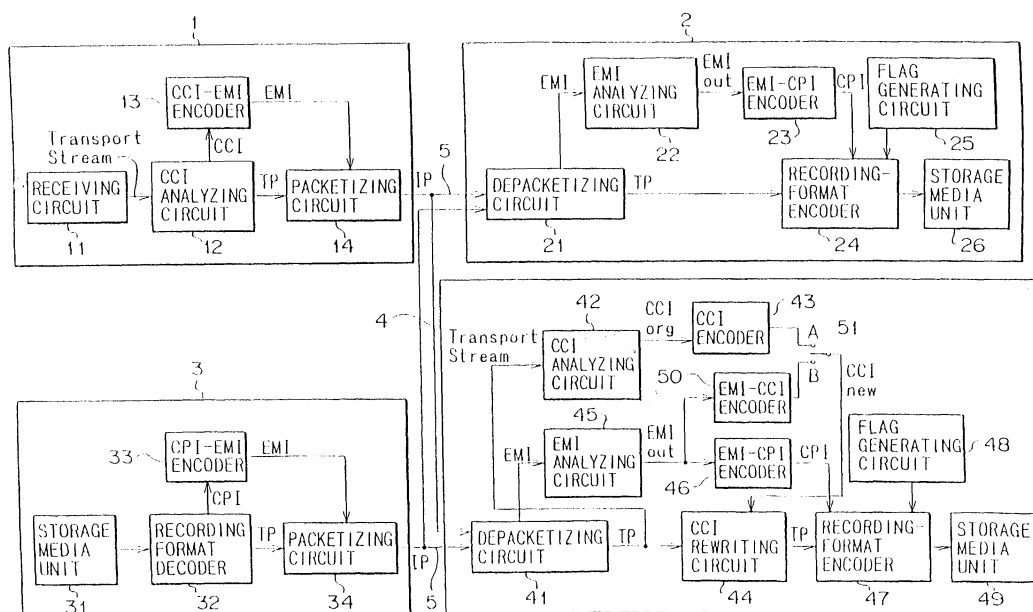 1
13
CCI-EMI
ENCODER
EMI
CCI
Transport
Stream
RECEIVING
CIRCUIT
11
CCI
ANALYZING
CIRCUIT
12
TP
PACKETIZING
CIRCUIT
14
IP
5
2
EMI
EMI
ANALYZING
CIRCUIT
22
EMI
out
EMI-CPI
ENCODER
23
CPI
FLAG
GENERATING
CIRCUIT
25
DEPACKETIZING
CIRCUIT
21
TP
RECORDING-
FORMAT
ENCODER
24
STORAGE
MEDIA
UNIT
26
3
33
CPI-EMI
ENCODER
EMI
CPI
STORAGE
MEDIA
UNIT
31
RECORDING
FORMAT
DECODER
32
TP
PACKETIZING
CIRCUIT
34
IP
5
4
Transport
Stream
42
CCI
ANALYZING
CIRCUIT
CCI
org
43
CCI
ENCODER
A
51
B
CCI
new
50
EMI-CCI
ENCODER
45
EMI
EMI
ANALYZING
CIRCUIT
EMI
out
EMI-CPI
ENCODER
46
CPI
FLAG
GENERATING
CIRCUIT
48
DEPACKETIZING
CIRCUIT
41
TP
CCI
REWRITING
CIRCUIT
44
TP
RECORDING-
FORMAT
ENCODER
47
STORAGE
MEDIA
UNIT
49